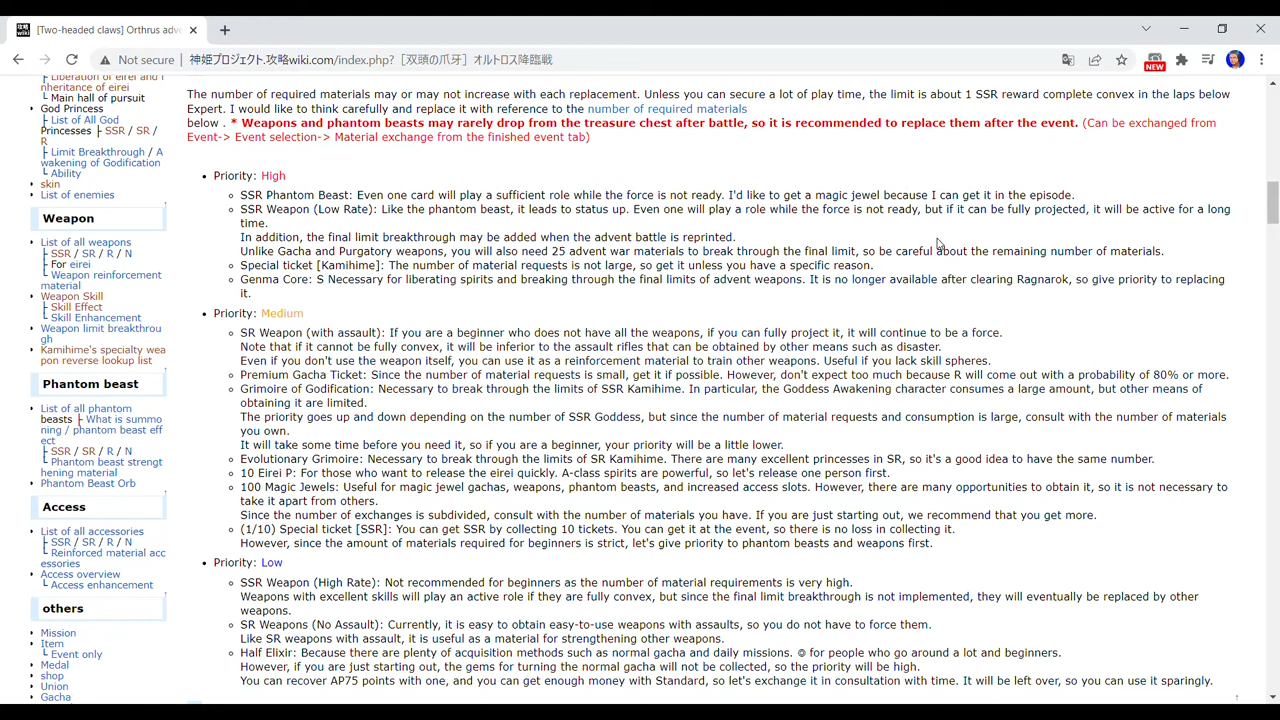 [Two-headed claws] Orthrus adve
Not secure | 神姫プロジェクト.攻略wiki.com/index.php?［双頭の爪牙］オルトロス降臨戦
NEW
Liberation of eirei and i
nheritance of eirei
Main hall of pursuit
God Princess
List of All God
Princesses SSR / SR /
R
Limit Breakthrough / A
wakening of Godification
Ability
skin
List of enemies
Weapon
List of all weapons
SSR / SR / R / N
For eirei
Weapon reinforcement
material
Weapon Skill
Skill Effect
Skill Enhancement
Weapon limit breakthrou
gh
Kamihime's specialty wea
pon reverse lookup list
Phantom beast
List of all phantom
beasts What is summo
ning / phantom beast eff
ect
SSR / SR / R / N
Phantom beast strengt
hening material
Phantom Beast Orb
Access
List of all accessories
SSR / SR / R / N
Reinforced material acc
essories
Access overview
Access enhancement
others
Mission
Item
Event only
Medal
shop
Union
Gacha
The number of required materials may or may not increase with each replacement. Unless you can secure a lot of play time, the limit is about 1 SSR reward complete convex in the laps below
Expert. I would like to think carefully and replace it with reference to the number of required materials
below . * Weapons and phantom beasts may rarely drop from the treasure chest after battle, so it is recommended to replace them after the event. (Can be exchanged from
Event-> Event selection-> Material exchange from the finished event tab)
Priority: High
SSR Phantom Beast: Even one card will play a sufficient role while the force is not ready. I'd like to get a magic jewel because I can get it in the episode.
SSR Weapon (Low Rate): Like the phantom beast, it leads to status up. Even one will play a role while the force is not ready, but if it can be fully projected, it will be active for a long
time.
In addition, the final limit breakthrough may be added when the advent battle is reprinted.
Unlike Gacha and Purgatory weapons, you will also need 25 advent war materials to break through the final limit, so be careful about the remaining number of materials.
Special ticket [Kamihime]: The number of material requests is not large, so get it unless you have a specific reason.
Genma Core: S Necessary for liberating spirits and breaking through the final limits of advent weapons. It is no longer available after clearing Ragnarok, so give priority to replacing
it.
Priority: Medium
SR Weapon (with assault): If you are a beginner who does not have all the weapons, if you can fully project it, it will continue to be a force.
Note that if it cannot be fully convex, it will be inferior to the assault rifles that can be obtained by other means such as disaster.
Even if you don't use the weapon itself, you can use it as a reinforcement material to train other weapons. Useful if you lack skill spheres.
Premium Gacha Ticket: Since the number of material requests is small, get it if possible. However, don't expect too much because R will come out with a probability of 80% or more.
Grimoire of Godification: Necessary to break through the limits of SSR Kamihime. In particular, the Goddess Awakening character consumes a large amount, but other means of
obtaining it are limited.
The priority goes up and down depending on the number of SSR Goddess, but since the number of material requests and consumption is large, consult with the number of materials
you own.
It will take some time before you need it, so if you are a beginner, your priority will be a little lower.
Evolutionary Grimoire: Necessary to break through the limits of SR Kamihime. There are many excellent princesses in SR, so it's a good idea to have the same number.
10 Eirei P: For those who want to release the eirei quickly. A-class spirits are powerful, so let's release one person first.
100 Magic Jewels: Useful for magic jewel gachas, weapons, phantom beasts, and increased access slots. However, there are many opportunities to obtain it, so it is not necessary to
take it apart from others.
Since the number of exchanges is subdivided, consult with the number of materials you have. If you are just starting out, we recommend that you get more.
(1/10) Special ticket [SSR]: You can get SSR by collecting 10 tickets. You can get it at the event, so there is no loss in collecting it.
However, since the amount of materials required for beginners is strict, let's give priority to phantom beasts and weapons first.
Priority: Low
SSR Weapon (High Rate): Not recommended for beginners as the number of material requirements is very high.
Weapons with excellent skills will play an active role if they are fully convex, but since the final limit breakthrough is not implemented, they will eventually be replaced by other
weapons.
SR Weapons (No Assault): Currently, it is easy to obtain easy-to-use weapons with assaults, so you do not have to force them.
Like SR weapons with assault, it is useful as a material for strengthening other weapons.
Half Elixir: Because there are plenty of acquisition methods such as normal gacha and daily missions. ◎ for people who go around a lot and beginners.
However, if you are just starting out, the gems for turning the normal gacha will not be collected, so the priority will be high.
You can recover AP75 points with one, and you can get enough money with Standard, so let's exchange it in consultation with time. It will be left over, so you can use it sparingly.